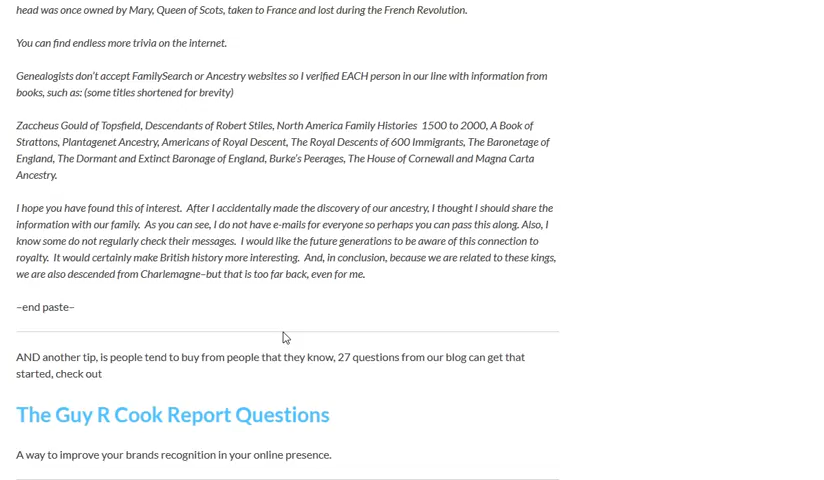 head was once owned by Mary, Queen of Scots, taken to France and lost during the French Revolution.
You can find endless more trivia on the internet.
Genealogists don’t accept FamilySearch or Ancestry websites so I verified EACH person in our line with information from
books, such as: (some titles shortened for brevity)
Zaccheus Gould of Topsfield, Descendants of Robert Stiles, North America Family Histories  1500 to 2000, A Book of
Strattons, Plantagenet Ancestry, Americans of Royal Descent, The Royal Descents of 600 Immigrants, The Baronetage of
England, The Dormant and Extinct Baronage of England, Burke’s Peerages, The House of Cornewall and Magna Carta
Ancestry.
I hope you have found this of interest.  After I accidentally made the discovery of our ancestry, I thought I should share the
information with our family.  As you can see, I do not have e-mails for everyone so perhaps you can pass this along. Also, I
know some do not regularly check their messages.  I would like the future generations to be aware of this connection to
royalty.  It would certainly make British history more interesting.  And, in conclusion, because we are related to these kings,
we are also descended from Charlemagne–but that is too far back, even for me.
–end paste–
AND another tip, is people tend to buy from people that they know, 27 questions from our blog can get that
started, check out
The Guy R Cook Report Questions
A way to improve your brands recognition in your online presence.